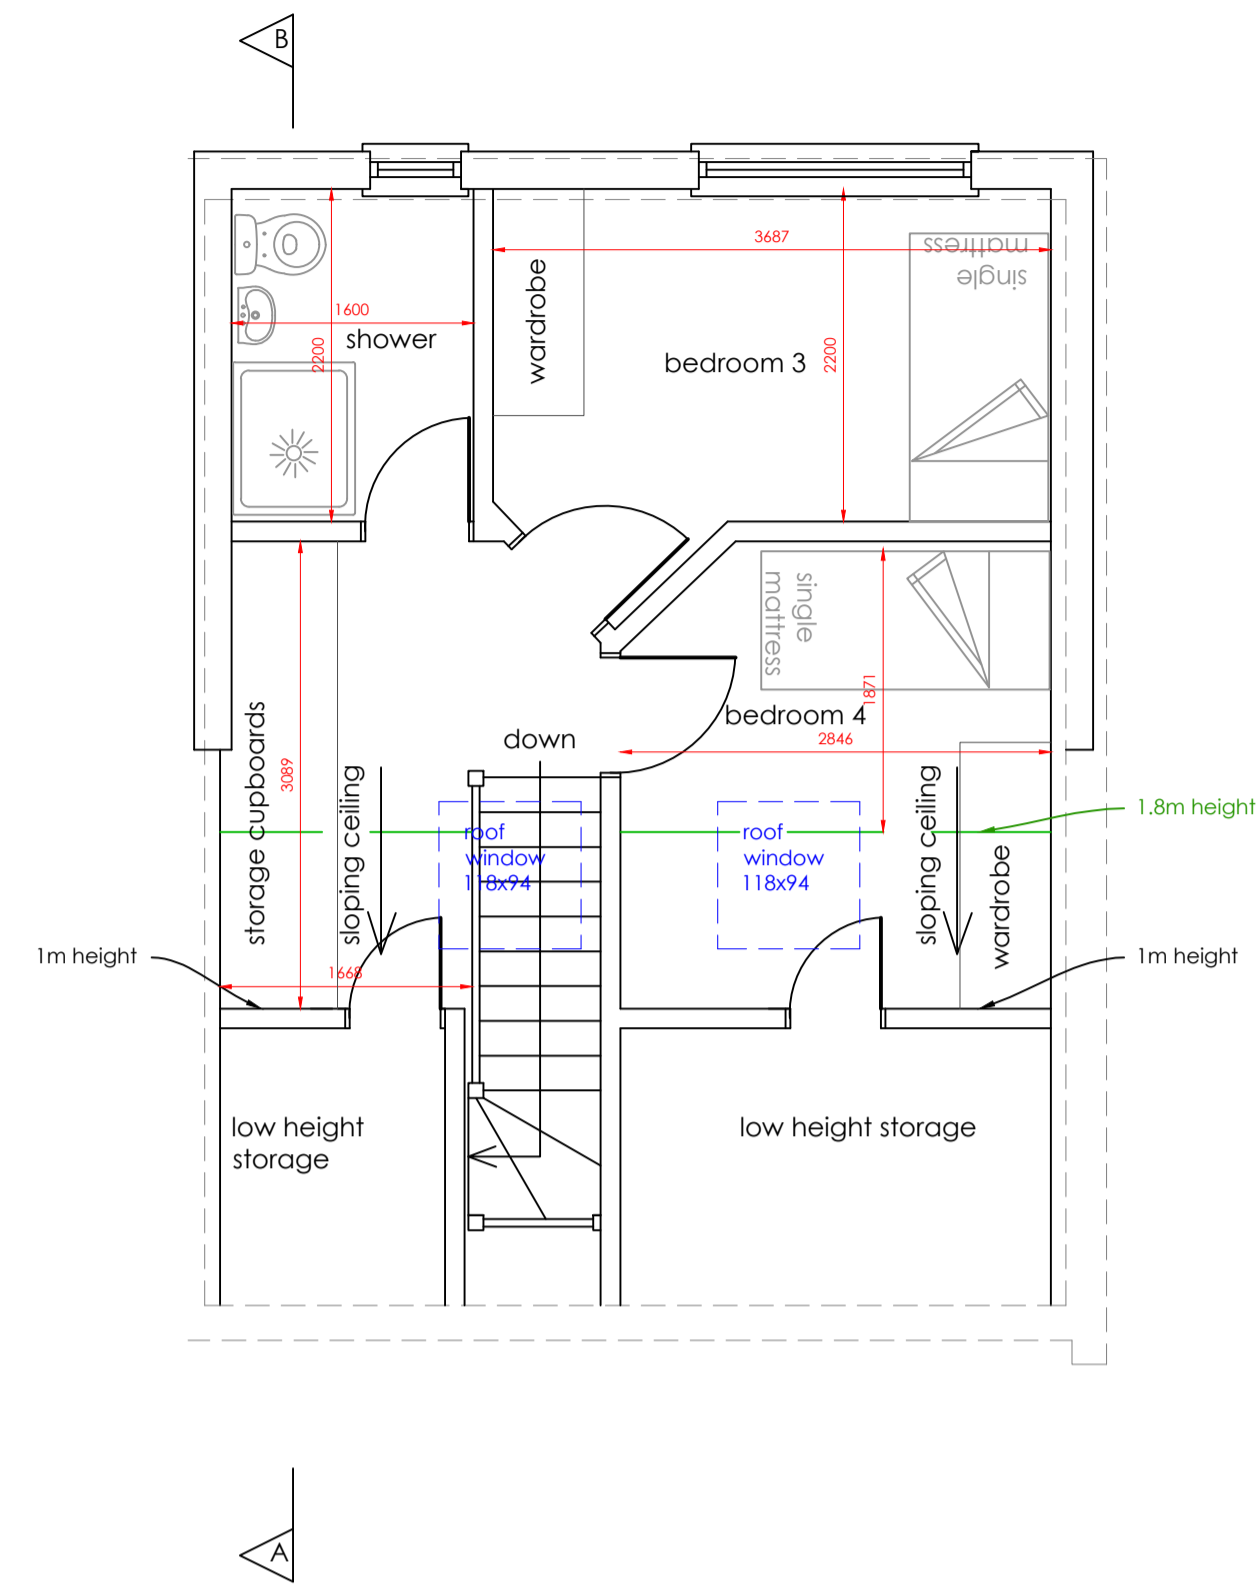 B
3687
single
mattress
wardrobe
1600
shower
2200
bedroom 3
2200
single
mattress
1871
bedroom 4
2846
down
storage cupboards
3089
sloping ceiling
roof
window
118x94
roof
window
118x94
sloping ceiling
wardrobe
1.8m height
1m height
1668
1m height
low height
storage
low height storage
A